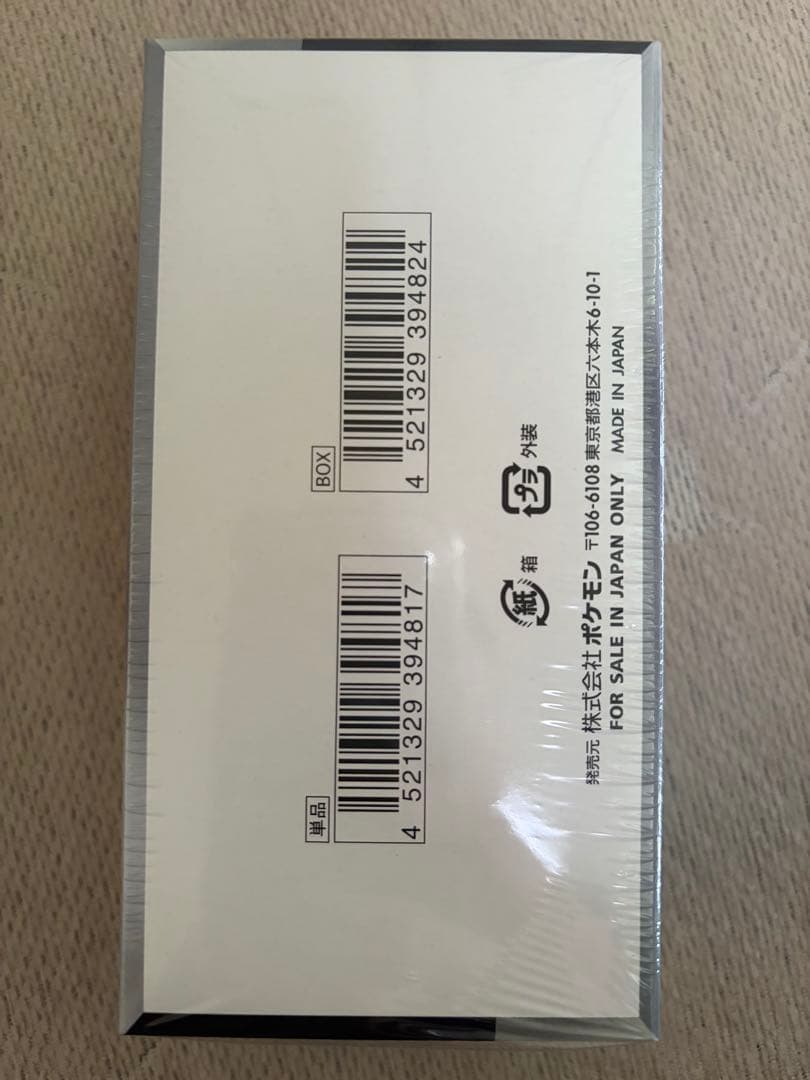 単品
4 521329 394817
BOX
4 521329 394824
紙 箱
プラ 外装
発売元 株式会社 ポケモン 〒106-6108 東京都港区六本木6-10-1
FOR SALE IN JAPAN ONLY MADE IN JAPAN